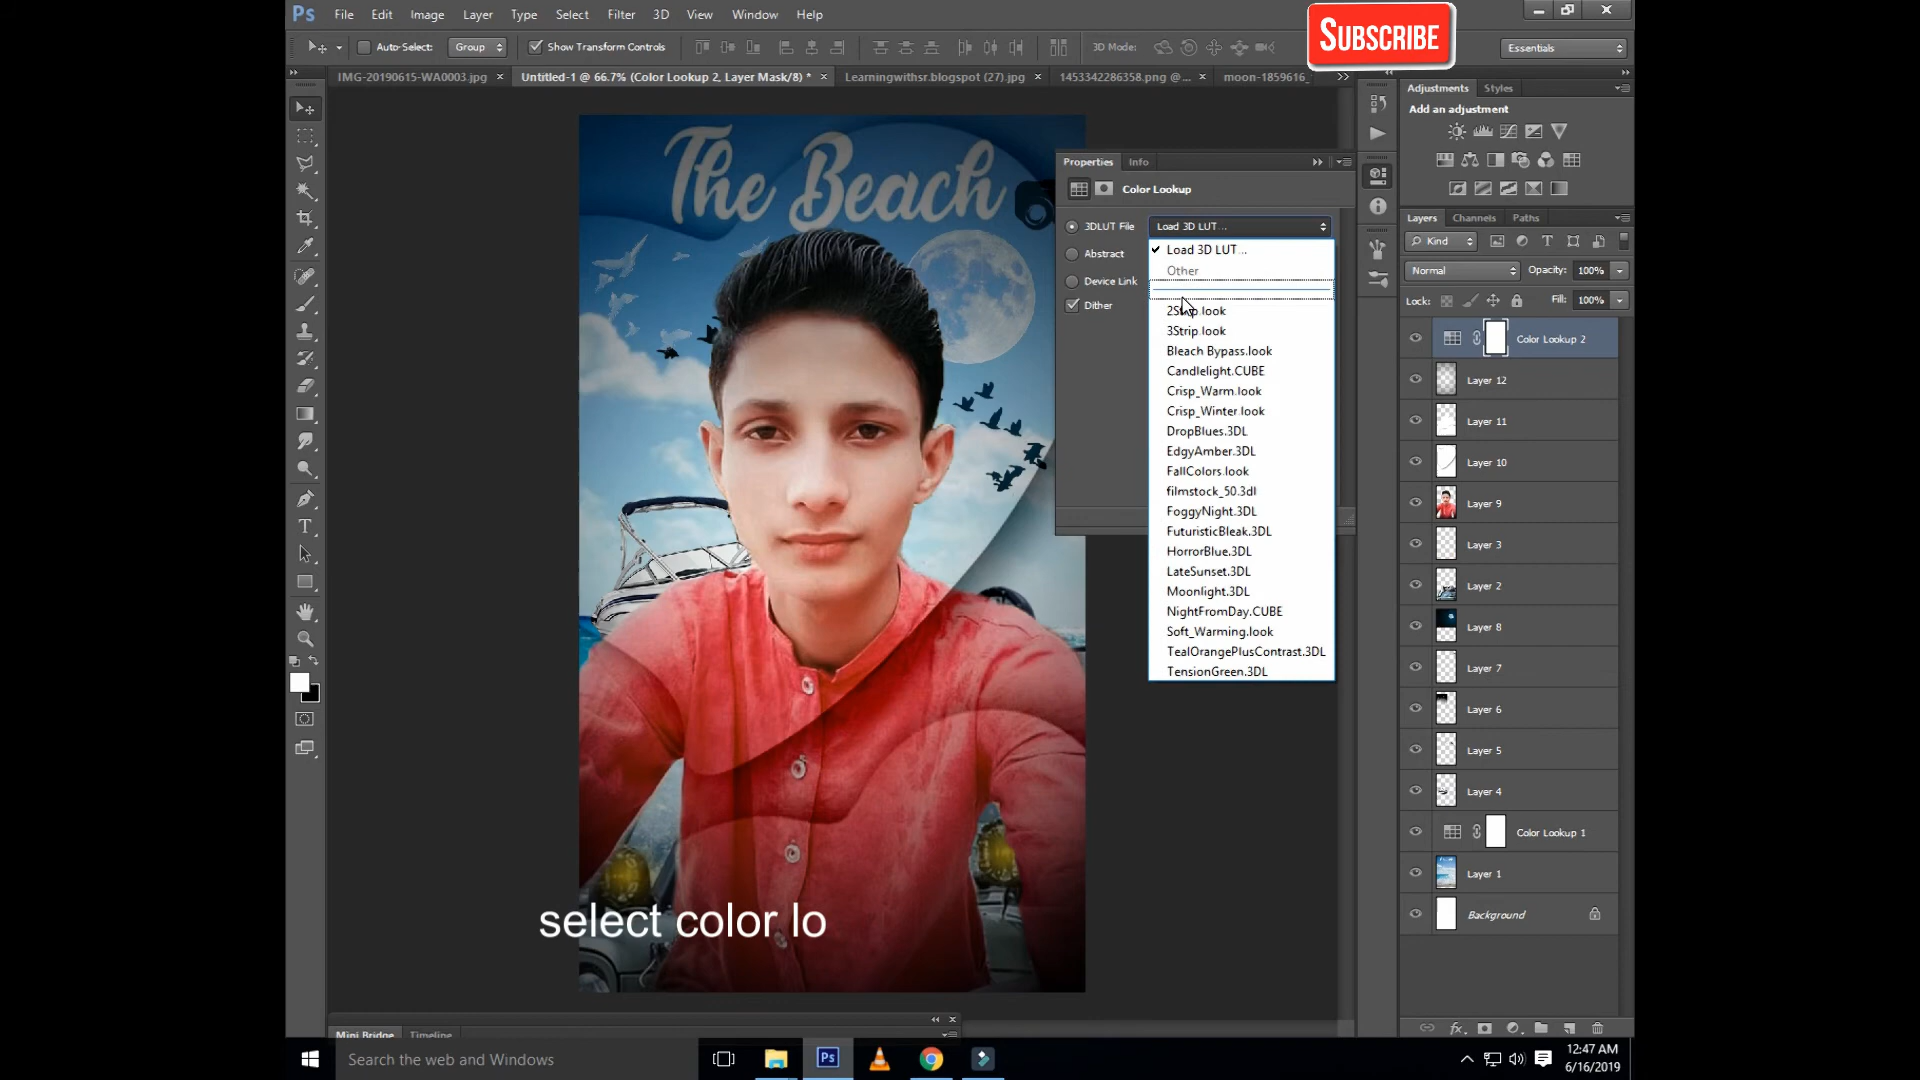 Ps File Edit Image Layer Type Select Filter 3D View Window Help
SUBSCRIBE
Auto-Select: Group Show Transform Controls 3D Mode: Essentials
IMG-20190615-WA0003.jpg × Untitled-1 @ 66.7% (Color Lookup 2, Layer Mask/8) * × Learningwithsr.blogspot (27).jpg × 1453342286358.png @... × moon-1859616_
Adjustments Styles
Add an adjustment
The Beach
Properties Info
Color Lookup
3DLUT File Load 3D LUT...
Abstract
Device Link
Dither
Load 3D LUT...
Other
look
3Strip.look
Bleach Bypass.look
Candlelight.CUBE
Crisp_Warm.look
Crisp_Winter.look
DropBlues.3DL
EdgyAmber.3DL
FallColors.look
filmstock_50.3dl
FoggyNight.3DL
FuturisticBleak.3DL
HorrorBlue.3DL
LateSunset.3DL
Moonlight.3DL
NightFromDay.CUBE
Soft_Warming.look
TealOrangePlusContrast.3DL
TensionGreen.3DL
Layers Channels Paths
Kind
Normal Opacity: 100%
Lock: Fill: 100%
Color Lookup 2
Layer 12
Layer 11
Layer 10
Layer 9
Layer 3
Layer 2
Layer 8
Layer 7
Layer 6
Layer 5
Layer 4
Color Lookup 1
Layer 1
Background
select color lo
Mini Bridge Timeline
Search the web and Windows
Ps
12:47 AM
6/16/2019